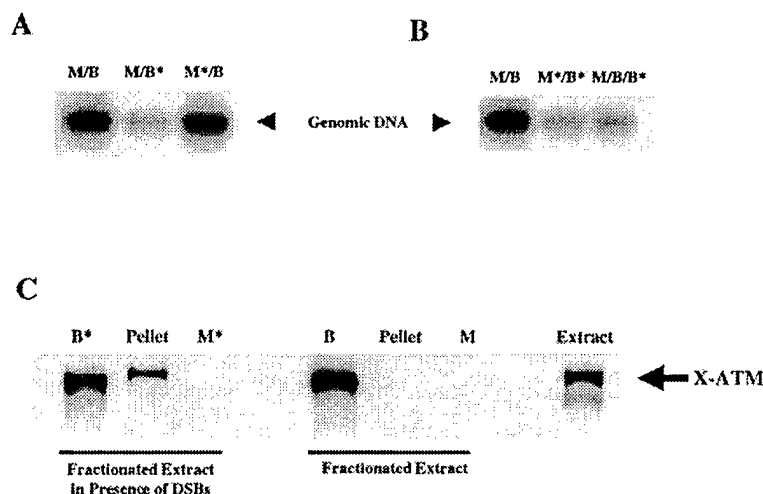 A
B
M/B M/B* M*/B
M/B M*/B* M/B/B*
Genomic DNA
C
B* Pellet M* B Pellet M Extract
X-ATM
Fractionated Extract
in Presence of DSBs
Fractionated Extract